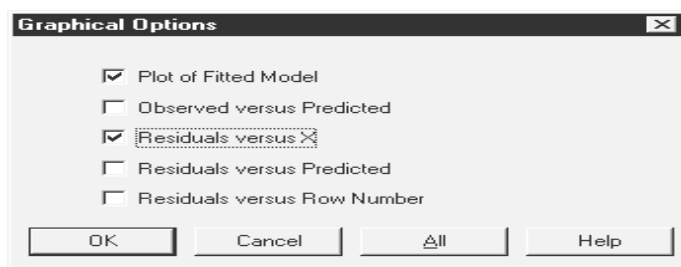 Graphical Options
Plot of Fitted Model
Observed versus Predicted
Residuals versus X
Residuals versus Predicted
Residuals versus Row Number
OK Cancel All Help